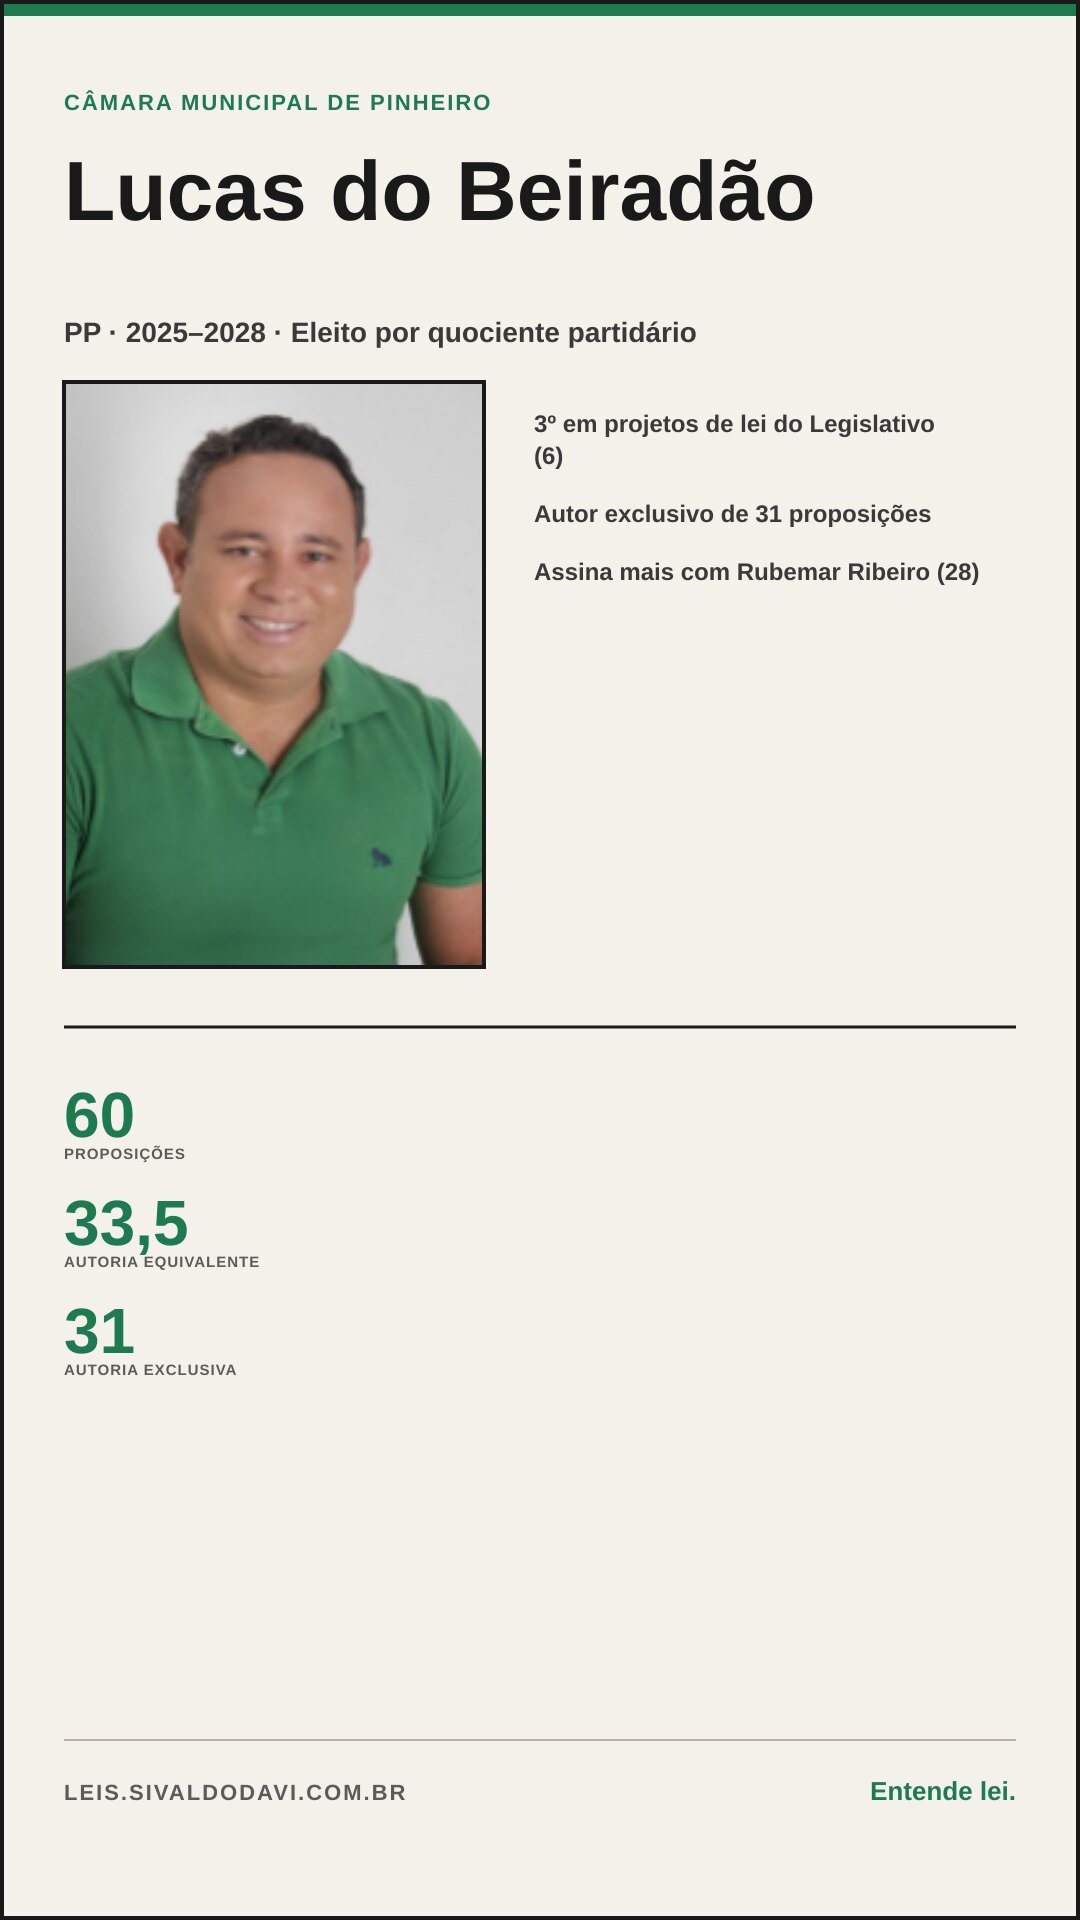 CÂMARA MUNICIPAL DE PINHEIRO
Lucas do Beiradão
PP · 2025–2028 · Eleito por quociente partidário
3º em projetos de lei do Legislativo
(6)
Autor exclusivo de 31 proposições
Assina mais com Rubemar Ribeiro (28)
60
PROPOSIÇÕES
33,5
AUTORIA EQUIVALENTE
31
AUTORIA EXCLUSIVA
LEIS.SIVALDODAVI.COM.BR
Entende lei.